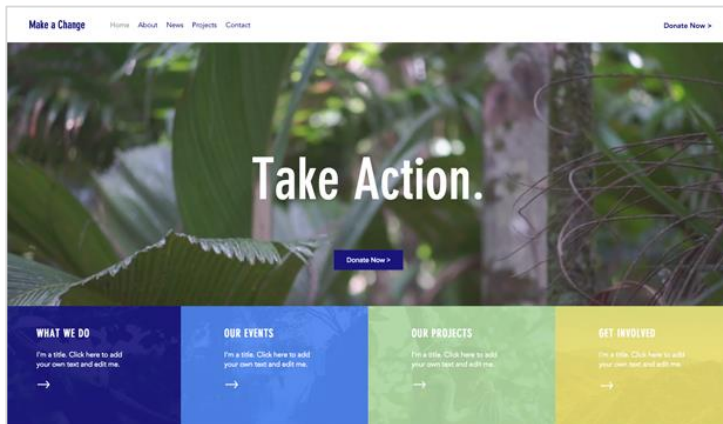 Make a Change
Home About News Projects Contact
Donate Now >
Take Action.
Donate Now >
WHAT WE DO
I'm a title. Click here to add
your own text and edit me.
→
OUR EVENTS
I'm a title. Click here to add
your own text and edit me.
→
OUR PROJECTS
I'm a title. Click here to add
your own text and edit me.
→
GET INVOLVED
I'm a title. Click here to add
your own text and edit me.
→